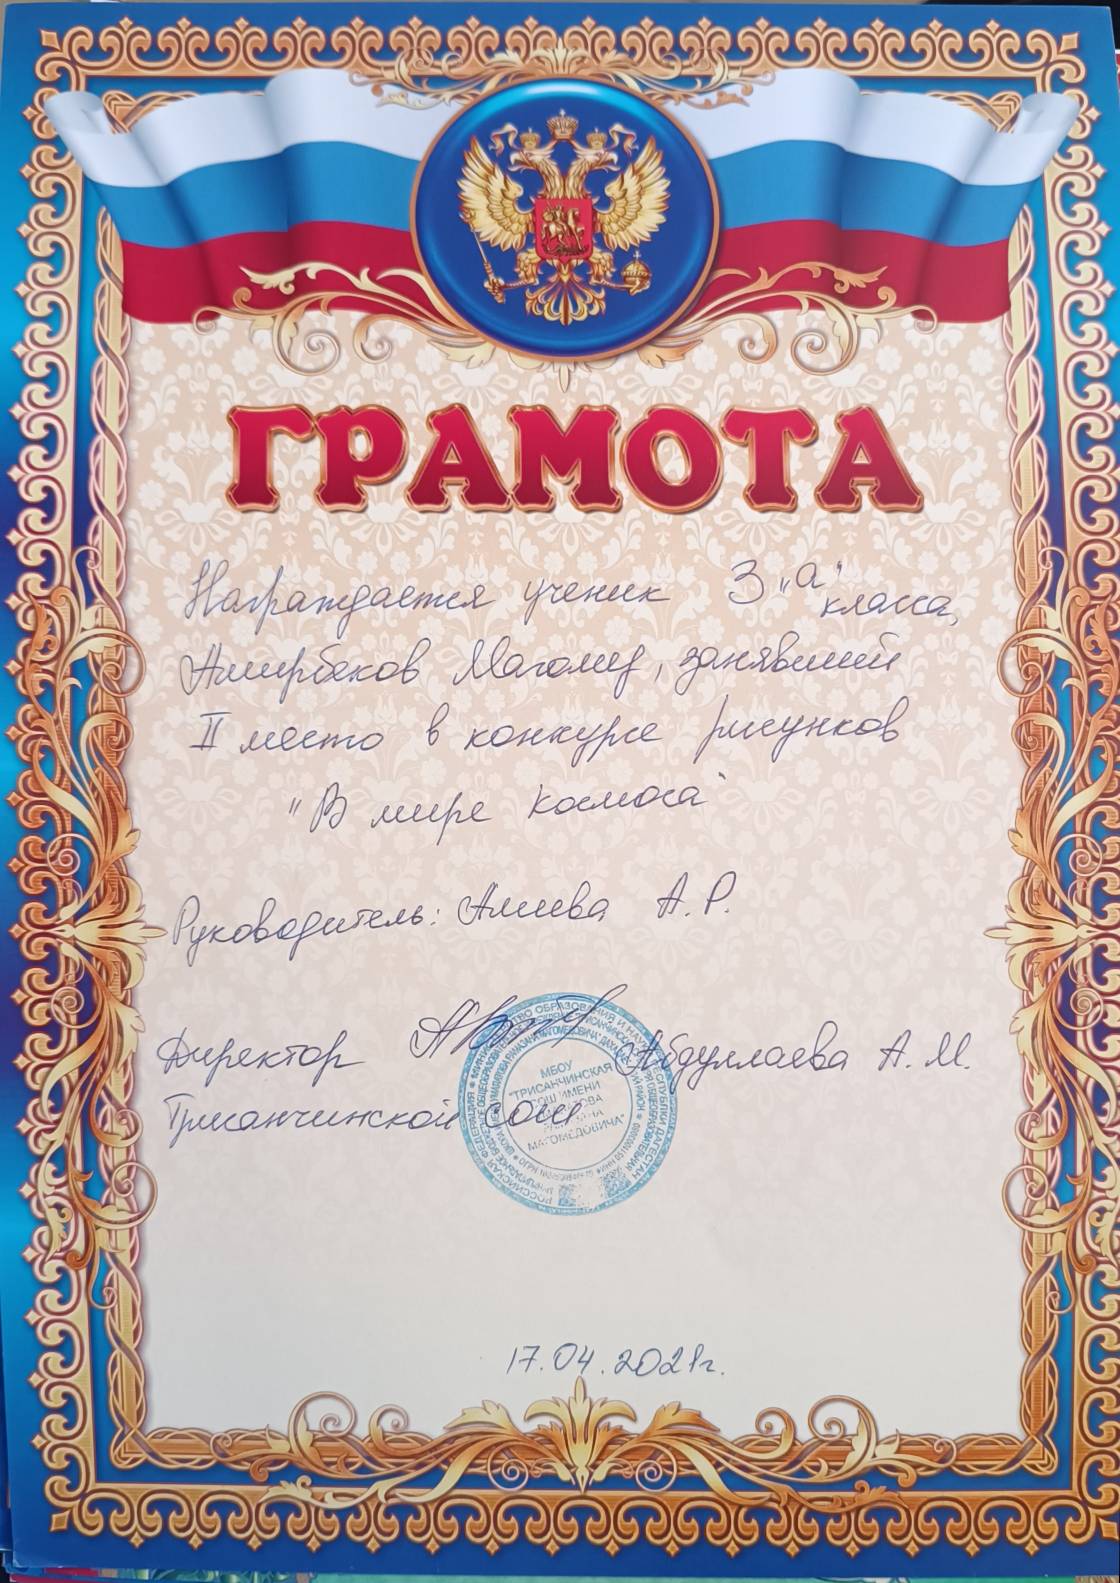 ГРАМОТА
Награждается ученик 3 "а" класса,
Амирбеков Магомед, занявший
II место в конкурсе рисунков
"В мире космоса"
Руководитель: Алиева А. Р.
Директор Абдуллаева А. М.
Трисанчинской сош
МБОУ
"ТРИСАНЧИНСКАЯ
СОШ ИМЕНИ
МАГОМЕДОВИЧА"
17.04.2021г.